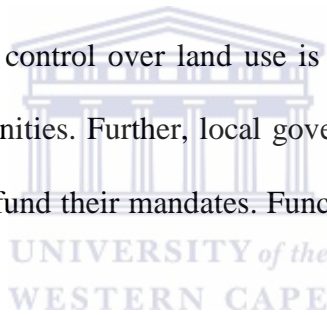 control over land use is
nities. Further, local gove
fund their mandates. Func
UNIVERSITY of the
WESTERN CAPE